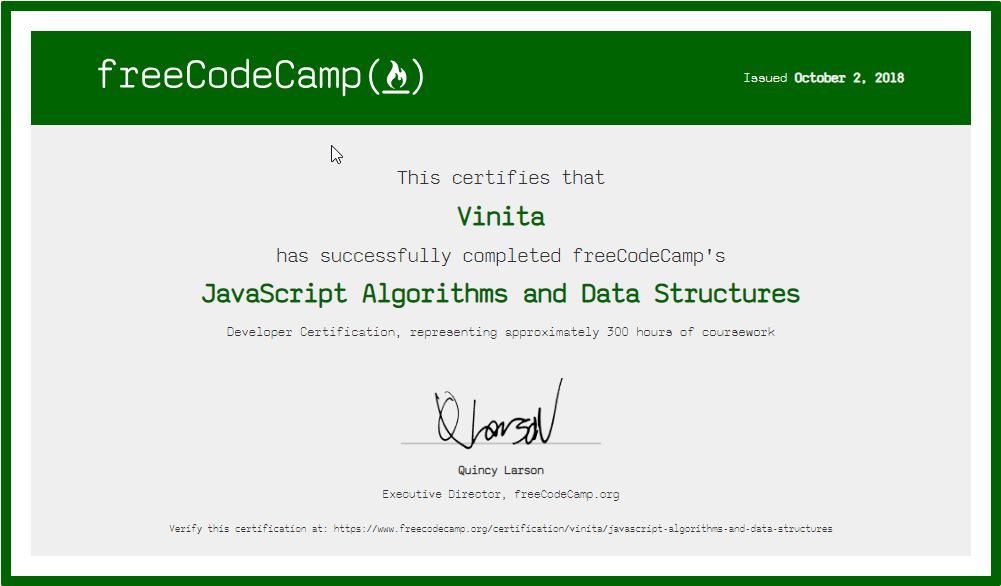 freeCodeCamp(🔥)
Issued October 2, 2018
This certifies that
Vinita
has successfully completed freeCodeCamp's
JavaScript Algorithms and Data Structures
Developer Certification, representing approximately 300 hours of coursework
Q Larson
Quincy Larson
Executive Director, freeCodeCamp.org
Verify this certification at: https://www.freecodecamp.org/certification/vinita/javascript-algorithms-and-data-structures